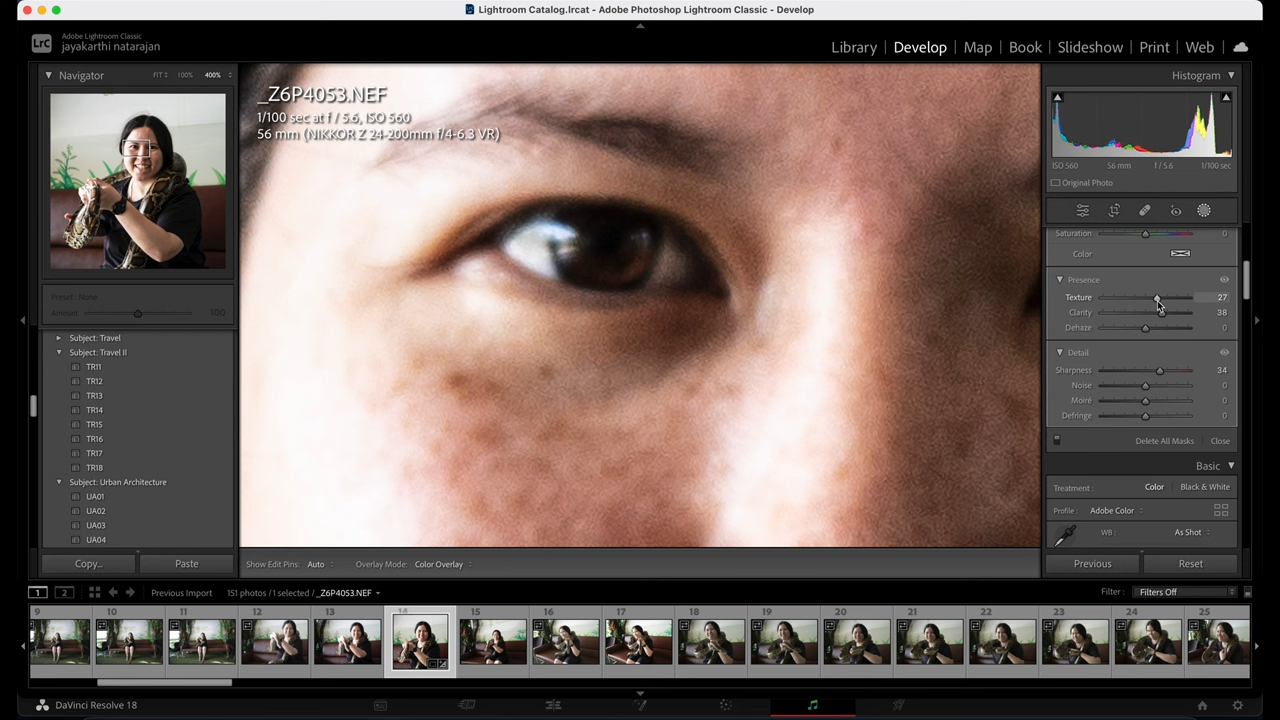 Lightroom Catalog.lrcat - Adobe Photoshop Lightroom Classic - Develop
LrC
Adobe Lightroom Classic
jayakarthi natarajan
Library | Develop | Map | Book | Slideshow | Print | Web
Navigator FIT 100% 400%
_Z6P4053.NEF
1/100 sec at f / 5.6, ISO 560
56 mm (NIKKOR Z 24-200mm f/4-6.3 VR)
Histogram
ISO 560 56 mm f / 5.6 1/100 sec
Original Photo
Saturation 0
Color
Presence
Texture 27
Clarity 38
Dehaze 0
Detail
Sharpness 34
Noise 0
Moiré 0
Defringe 0
Delete All Masks Close
Basic
Treatment : Color Black & White
Profile : Adobe Color
WB : As Shot
Previous Reset
Preset : None
Amount 100
Subject: Travel
Subject: Travel II
TR11
TR12
TR13
TR14
TR15
TR16
TR17
TR18
Subject: Urban Architecture
UA01
UA02
UA03
UA04
Copy... Paste
Show Edit Pins: Auto Overlay Mode: Color Overlay
1 2 Previous Import 151 photos / 1 selected / _Z6P4053.NEF Filter : Filters Off
9 10 11 12 13 14 15 16 17 18 19 20 21 22 23 24 25
DaVinci Resolve 18